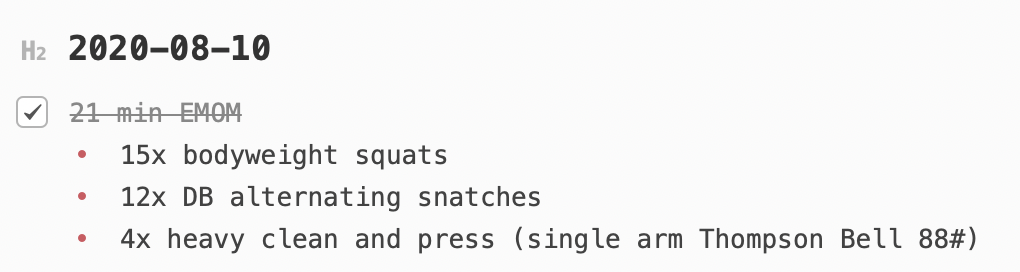 H2 2020-08-10
21 min EMOM
• 15x bodyweight squats
• 12x DB alternating snatches
• 4x heavy clean and press (single arm Thompson Bell 88#)